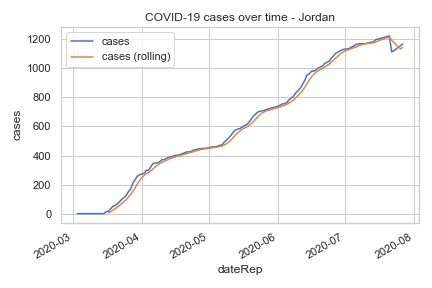 COVID-19 cases over time - Jordan
cases
cases (rolling)
1200
1000
800
600
400
200
0
cases
2020-03
2020-04
2020-05
2020-06
2020-07
2020-08
dateRep